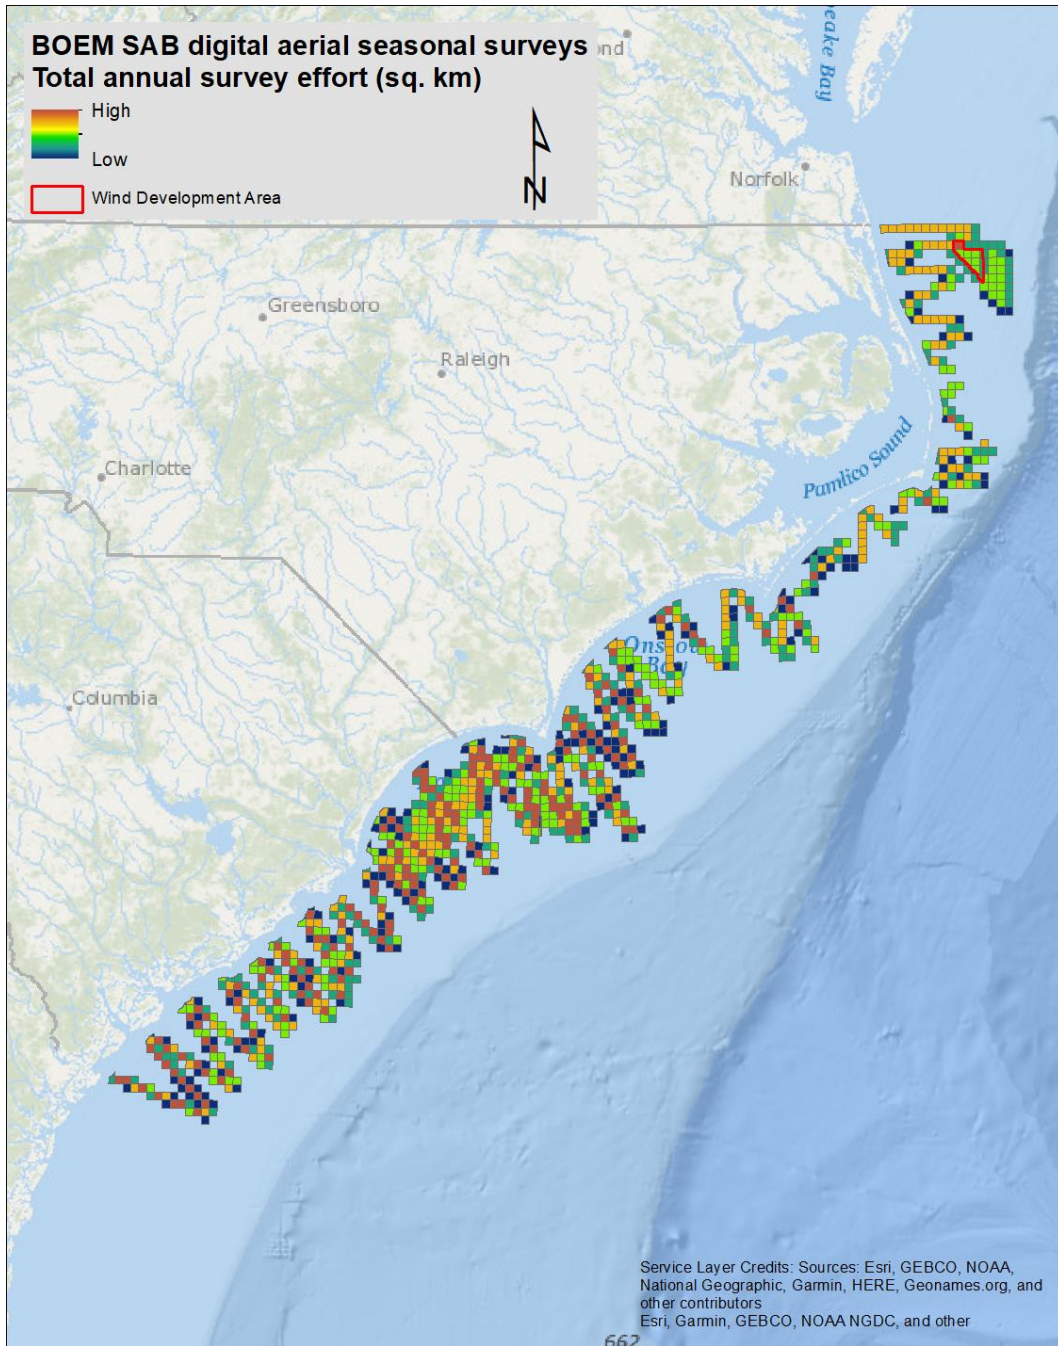 BOEM SAB digital aerial seasonal surveys
Total annual survey effort (sq. km)
High
Low
Wind Development Area
N
Norfolk
Greensboro
Raleigh
Charlotte
Pamlico Sound
Columbia
Service Layer Credits: Sources: Esri, GEBCO, NOAA,
National Geographic, Garmin, HERE, Geonames.org, and
other contributors
Esri, Garmin, GEBCO, NOAA NGDC, and other
662